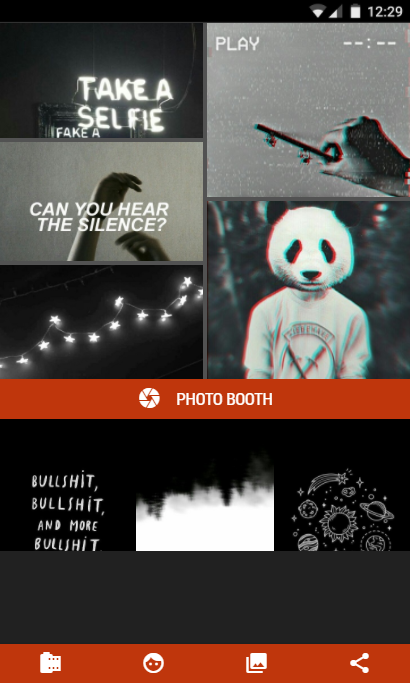 12:29
TAKE A
SELFIE
TAKE A
PLAY --:--
CAN YOU HEAR
THE SILENCE?
PHOTO BOOTH
BULLSHIT,
BULLSHIT,
AND MORE
BULLSHIT.